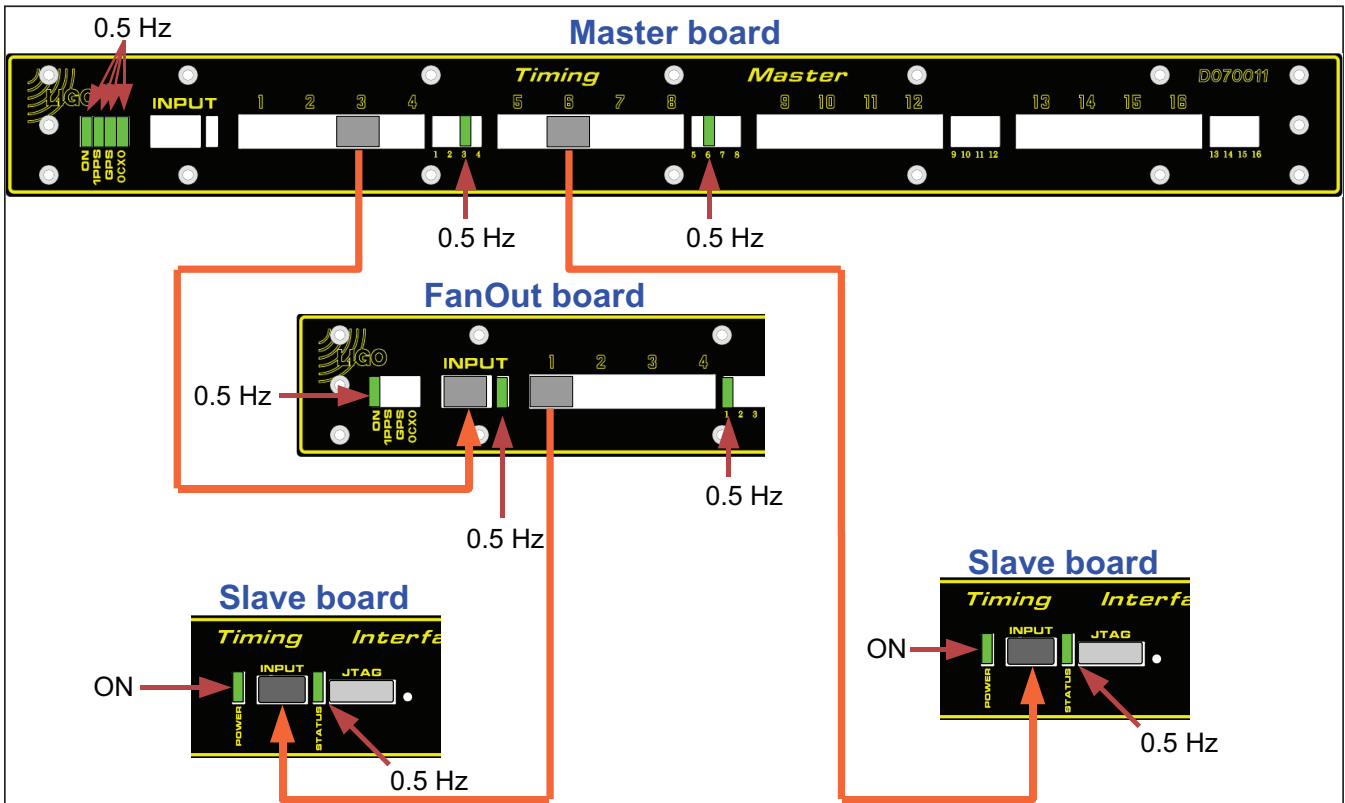 0.5 Hz
Master board
Timing Master D070011
LIGO
INPUT 1 2 3 4 5 6 7 8 9 10 11 12 13 14 15 16
ON 1PPS GPS OCXO
1 2 3 4 5 6 7 8 9 10 11 12 13 14 15 16
0.5 Hz 0.5 Hz
FanOut board
LIGO
INPUT 1 2 3 4
0.5 Hz
ON 1PPS GPS OCXO
1 2 3
0.5 Hz
0.5 Hz
Slave board
Timing Interfa
INPUT JTAG
ON
POWER STATUS
0.5 Hz
Slave board
Timing Interfa
INPUT JTAG
ON
POWER STATUS
0.5 Hz